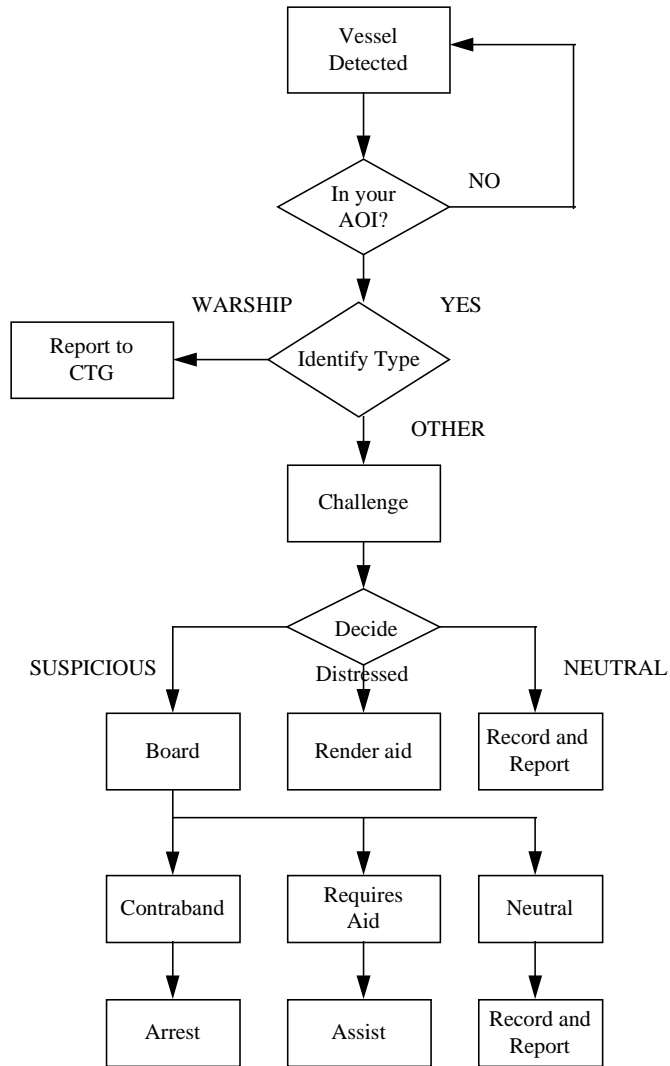 Vessel
Detected
In your
AOI?
NO
WARSHIP
YES
Report to
CTG
Identify Type
OTHER
Challenge
Decide
SUSPICIOUS
Distressed
NEUTRAL
Board
Render aid
Record and
Report
Contraband
Requires
Aid
Neutral
Arrest
Assist
Record and
Report